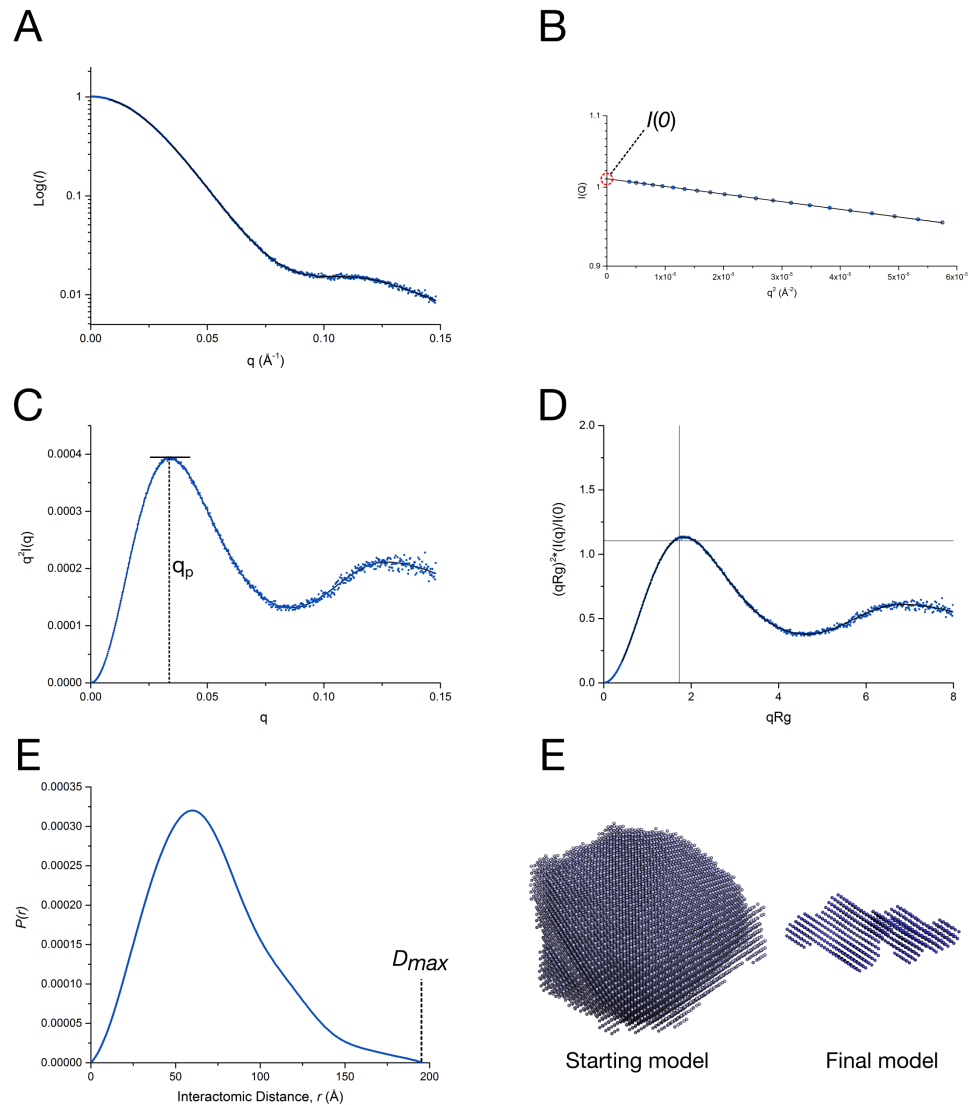 A
Log(I)
1
0.1
0.01
0.00
0.05
0.10
0.15
q (Å⁻¹)
B
I(0)
I(Q)
1.1
1
0.9
0
1x10⁻⁵
2x10⁻⁵
3x10⁻⁵
4x10⁻⁵
5x10⁻⁵
6x10⁻⁵
q² (Å⁻²)
C
q²I(q)
0.0004
0.0003
0.0002
0.0001
0.0000
qₚ
0.00
0.05
0.10
0.15
q
D
(qRg)²*(I(q)/I(0)
2.0
1.5
1.0
0.5
0.0
0
2
4
6
8
qRg
E
P(r)
0.00035
0.00030
0.00025
0.00020
0.00015
0.00010
0.00005
0.00000
Dmax
0
50
100
150
200
Interactomic Distance, r (Å)
E
Starting model
Final model